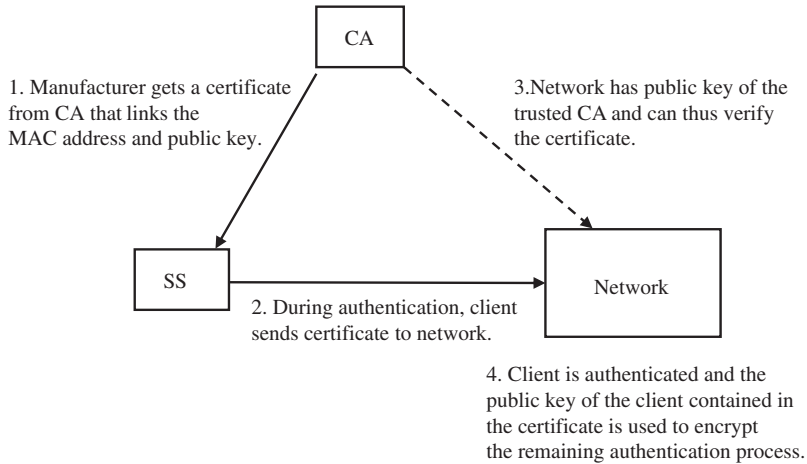 CA
1. Manufacturer gets a certificate
from CA that links the
MAC address and public key.
3.Network has public key of the
trusted CA and can thus verify
the certificate.
SS
Network
2. During authentication, client
sends certificate to network.
4. Client is authenticated and the
public key of the client contained in
the certificate is used to encrypt
the remaining authentication process.